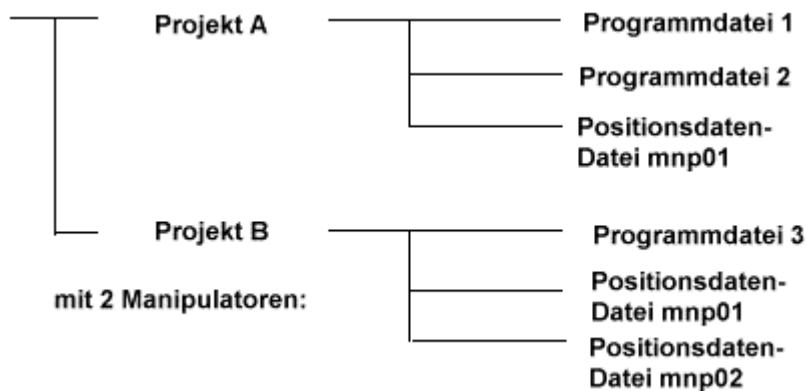 Projekt A
Programmdatei 1
Programmdatei 2
Positionsdaten-
Datei mnp01
Projekt B
mit 2 Manipulatoren:
Programmdatei 3
Positionsdaten-
Datei mnp01
Positionsdaten-
Datei mnp02